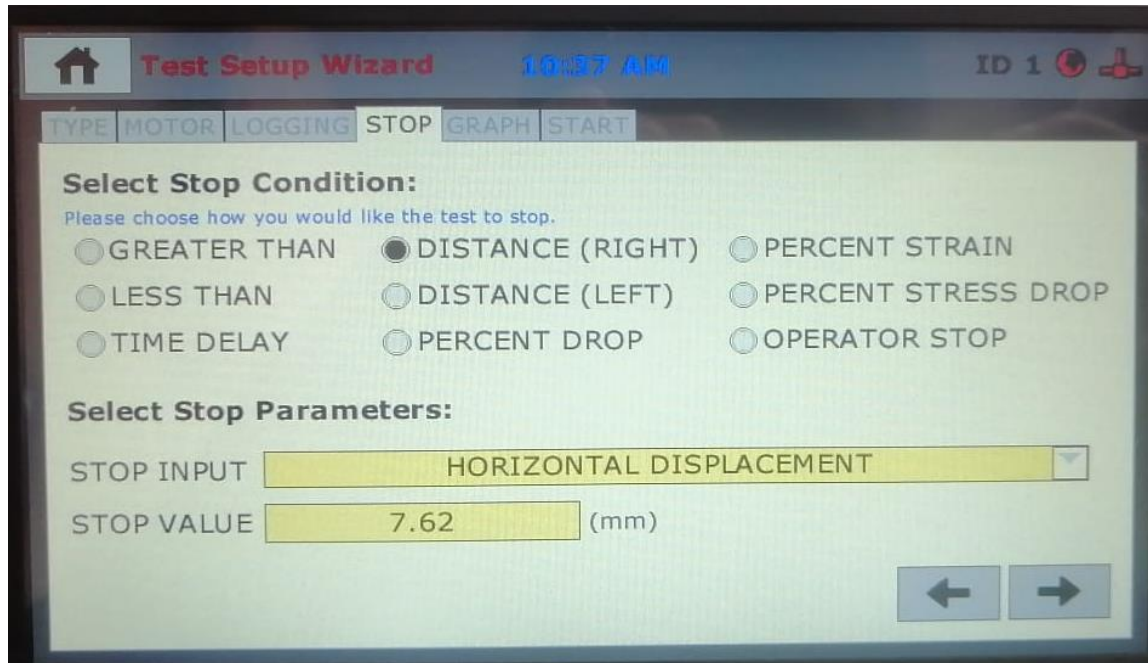 Test Setup Wizard 10:37 AM ID 1
TYPE MOTOR LOGGING STOP GRAPH START
Select Stop Condition:
Please choose how you would like the test to stop.
GREATER THAN DISTANCE (RIGHT) PERCENT STRAIN
LESS THAN DISTANCE (LEFT) PERCENT STRESS DROP
TIME DELAY PERCENT DROP OPERATOR STOP
Select Stop Parameters:
STOP INPUT HORIZONTAL DISPLACEMENT
STOP VALUE 7.62 (mm)